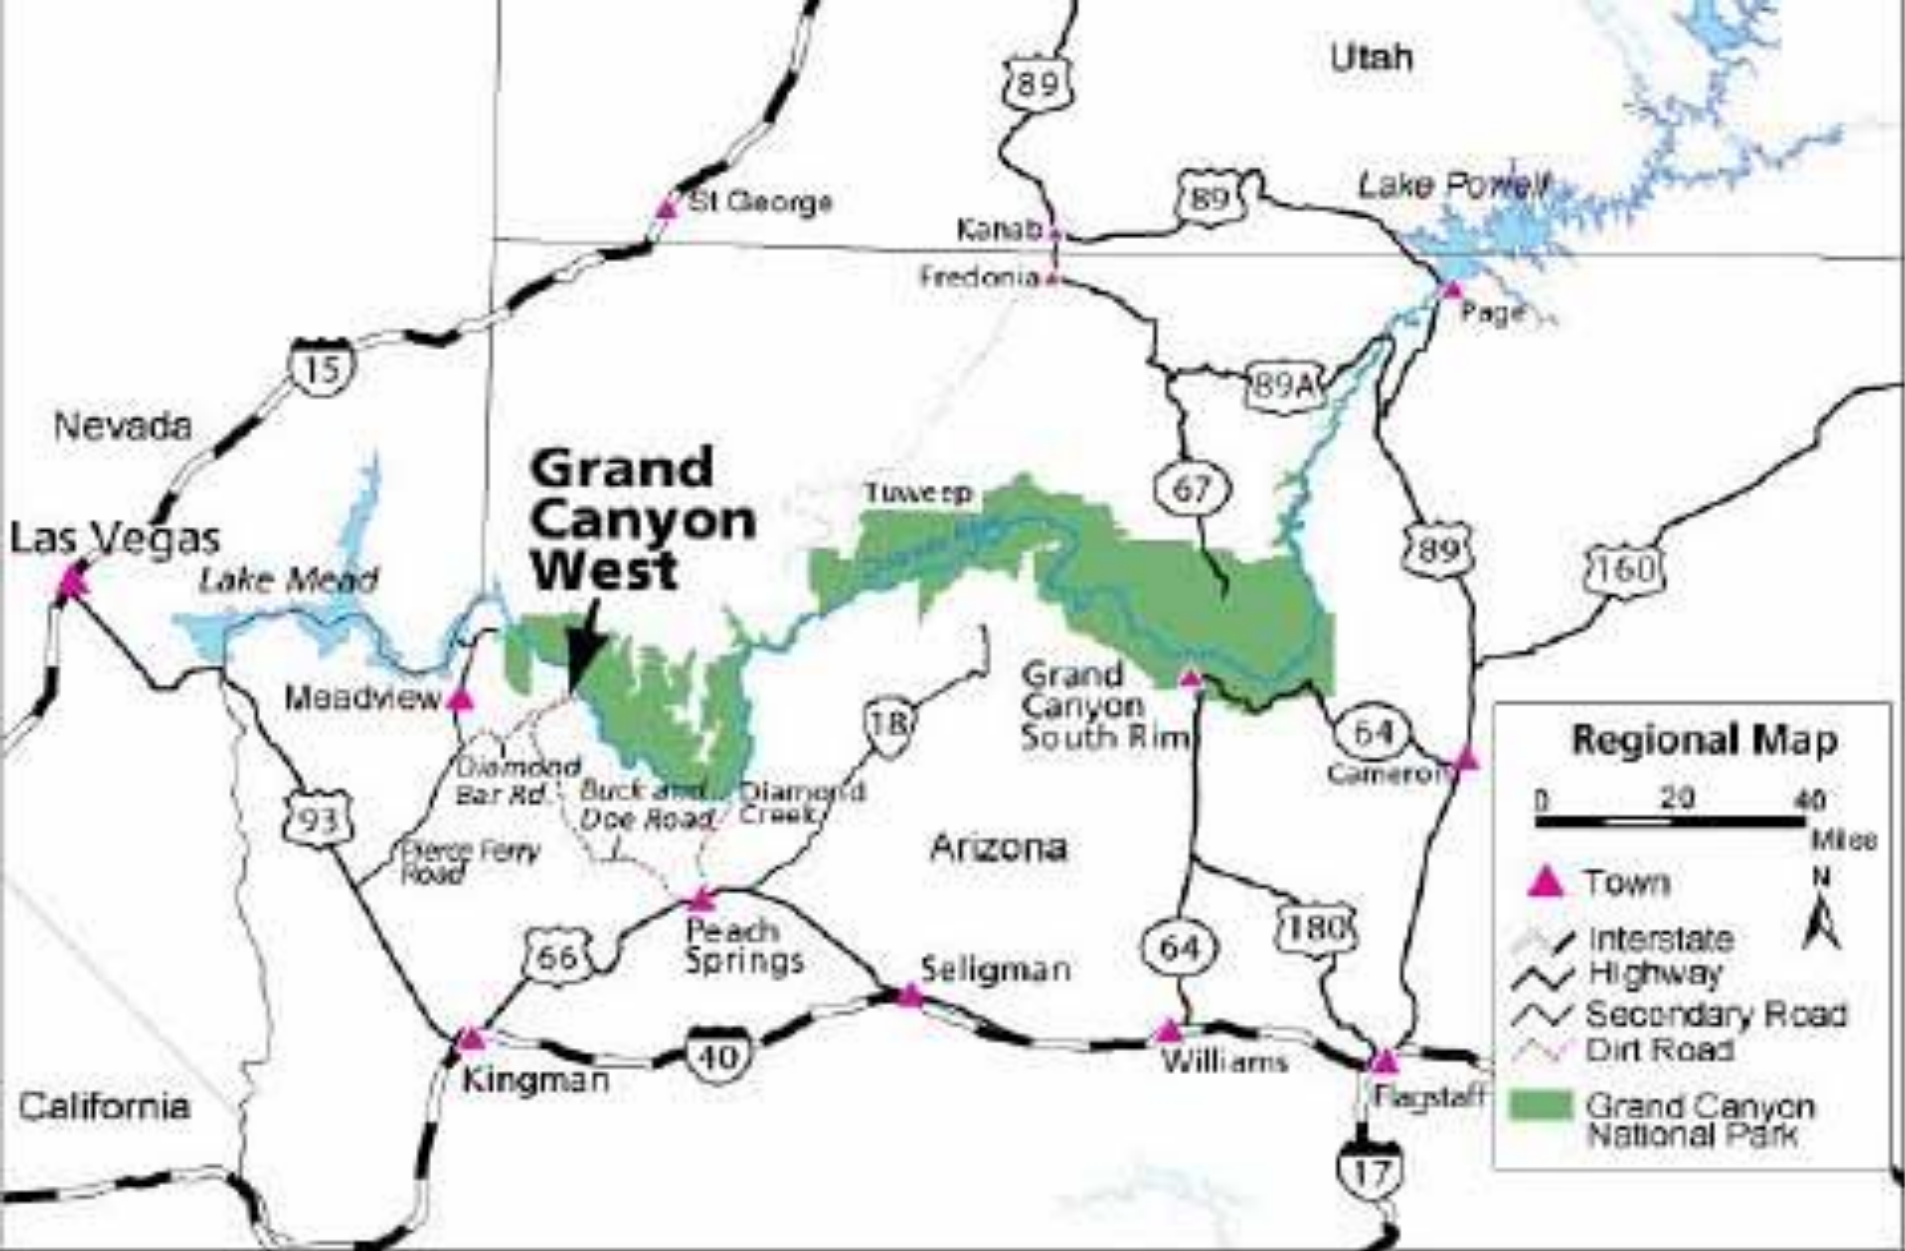 89
Utah
St George
89
Lake Powell
Kanab
Fredonia
Page
15
89A
Nevada
Grand
Canyon
West
Tuweep
67
Las Vegas
Lake Mead
89
160
Meadview
Grand
Canyon
South Rim
18
64
Cameron
Diamond
Bar Rd.
Buck and
Doe Road
Diamond
Creek
93
Pierce Ferry
Road
Arizona
66
Peach
Springs
Seligman
64
180
40
Kingman
Williams
Flagstaff
California
17
Regional Map
0 20 40
Miles
Town
N
Interstate
Highway
Secondary Road
Dirt Road
Grand Canyon
National Park